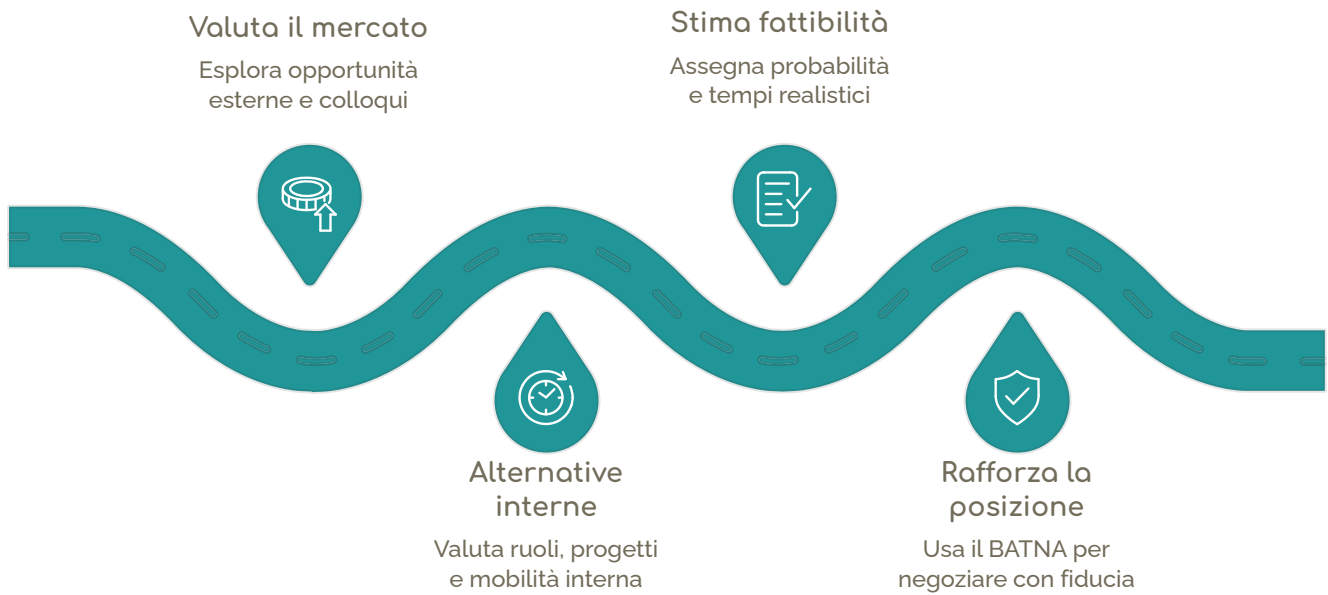 Valuta il mercato
Esplora opportunità
esterne e colloqui
Alternative
interne
Valuta ruoli, progetti
e mobilità interna
Stima fattibilità
Assegna probabilità
e tempi realistici
Rafforza la
posizione
Usa il BATNA per
negoziare con fiducia